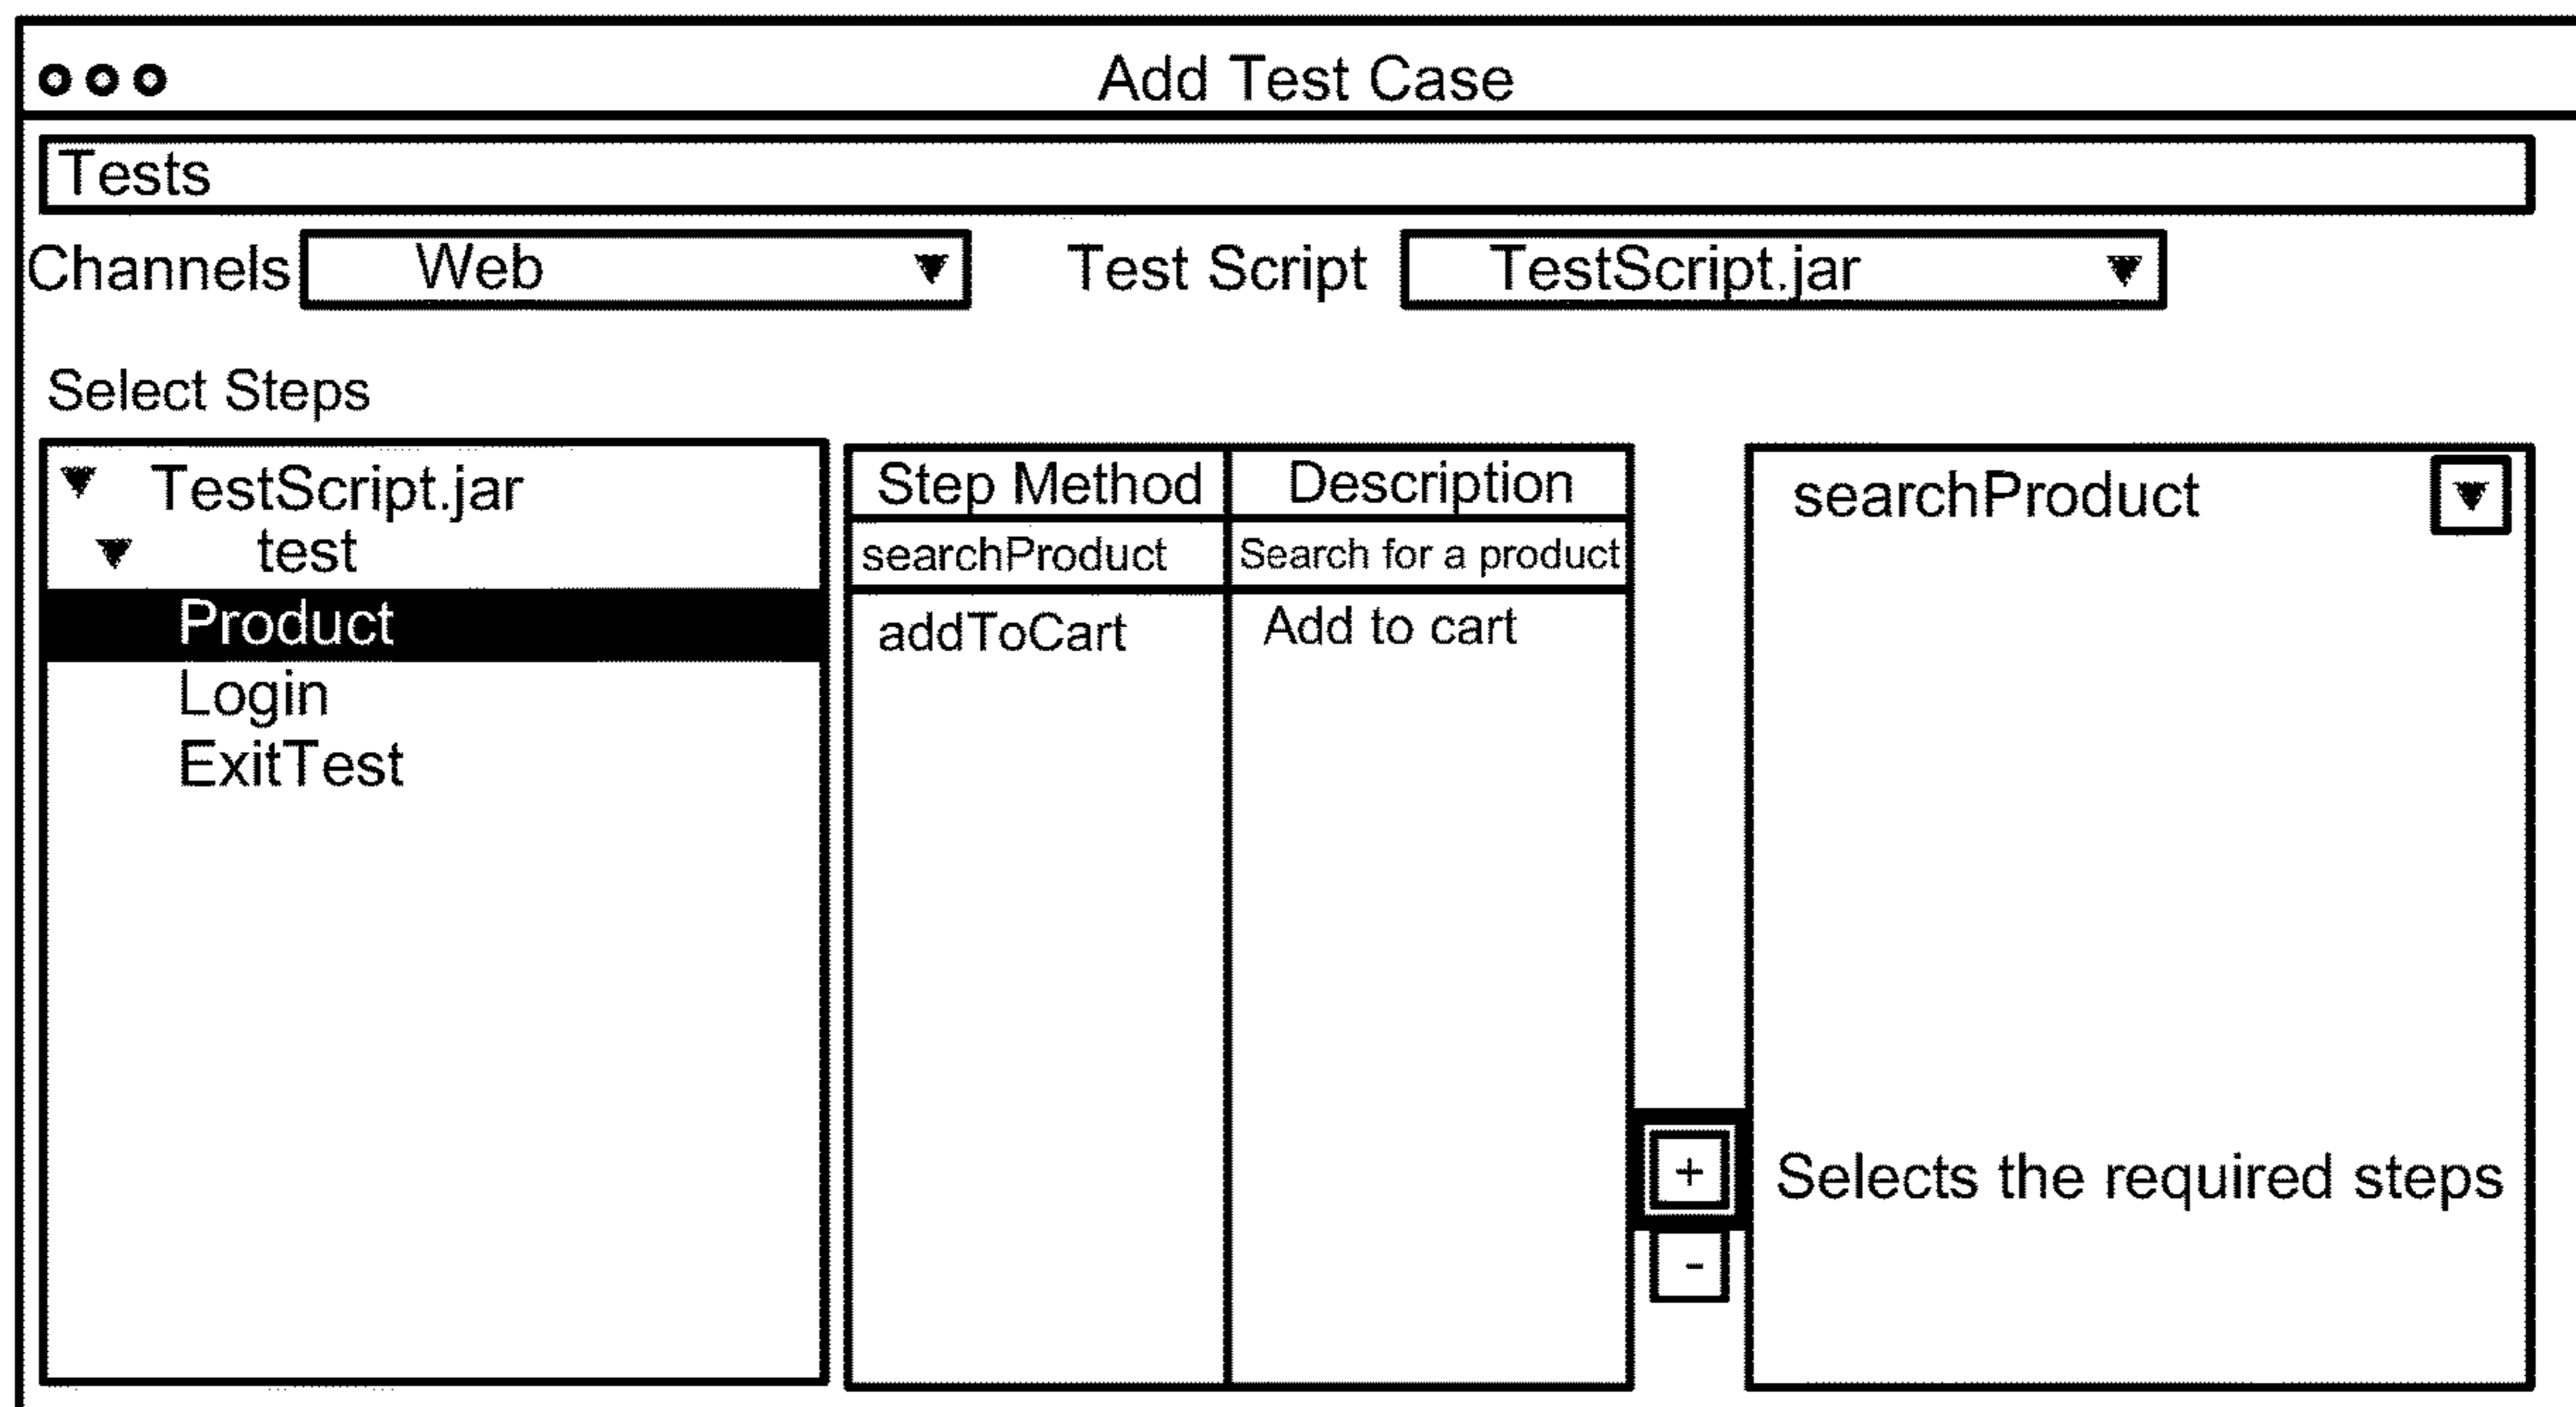 Add Test Case
Tests
Channels Web Test Script TestScript.jar
Select Steps
TestScript.jar
test
Product
Login
ExitTest
Step Method Description
searchProduct Search for a product
addToCart Add to cart
+
-
searchProduct
Selects the required steps